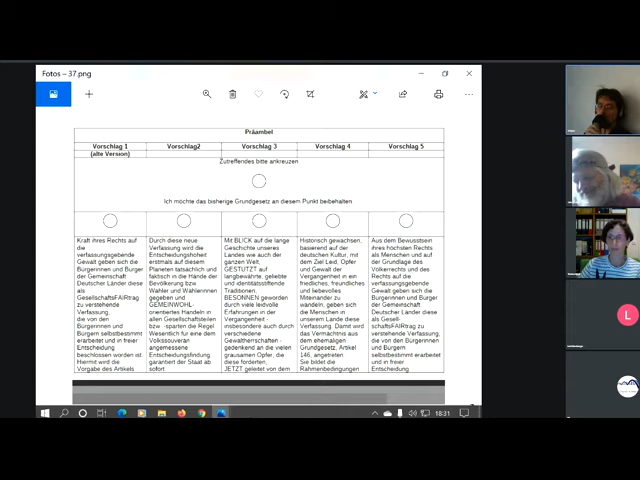 Fotos – 37.png
Präambel
Vorschlag 1
(alte Version)
Vorschlag2
Vorschlag 3
Vorschlag 4
Vorschlag 5
Zutreffendes bitte ankreuzen
Ich möchte das bisherige Grundgesetz an diesem Punkt beibehalten
Kraft ihres Rechts auf
die
verfassungsgebende
Gewalt geben sich die
Bürgerinnen und Bürger
der Gemeinschaft
Deutscher Länder diese
als
GesellschaftsFAIRtrag
zu verstehende
Verfassung,
die von den
Bürgerinnen und
Bürgern selbstbestimmt
erarbeitet und in freier
Entscheidung
beschlossen worden ist.
Hiermit wird die
Vorgabe des Artikels
Durch diese neue
Verfassung wird die
Entscheidungshoheit
erstmals auf diesem
Planeten tatsächlich und
faktisch in die Hände der
Bevölkerung bzw.
Wähler und Wählerinnen
gegeben und
GEMEINWOHL-
orientiertes Handeln in
allen Gesellschaftsteilen
bzw. -sparten die Regel.
Wesentlich für eine dem
Volkssouverän
angemessene
Entscheidungsfindung
garantiert der Staat ab
sofort
Mit BLICK auf die lange
Geschichte unseres
Landes wie auch der
ganzen Welt,
GESTÜTZT auf
langbewährte, geliebte
und identitätsstiftende
Traditionen,
BESONNEN geworden
durch viele leidvolle
Erfahrungen in der
Vergangenheit -
insbesondere auch durch
verschiedene
Gewaltherrschaften -
gedenkend an die vielen
grausamen Opfer, die
diese forderten,
JETZT geleitet von dem
Historisch gewachsen,
basierend auf der
deutschen Kultur, mit
dem Ziel Leid, Opfer
und Gewalt der
Vergangenheit in ein
friedliches, freundliches
und liebevolles
Miteinander zu
wandeln, geben sich
die Menschen in
unserem Lande diese
Verfassung. Damit wird
das Vermächtnis aus
dem ehemaligen
Grundgesetz, Artikel
146, angetreten.
Sie bildet die
Rahmenbedingungen
Aus dem Bewusstsein
ihres höchsten Rechts
als Menschen und auf
der Grundlage des
Völkerrechts und des
Rechts auf die
verfassungsgebende
Gewalt geben sich die
Bürgerinnen und Bürger
der Gemeinschaft
Deutscher Länder diese
als Gesell-
schaftsFAIRtrag zu
verstehende Verfassung,
die von den Bürgerinnen
und Bürgern
selbstbestimmt erarbeitet
und in freier
Entscheidung
18:31
L